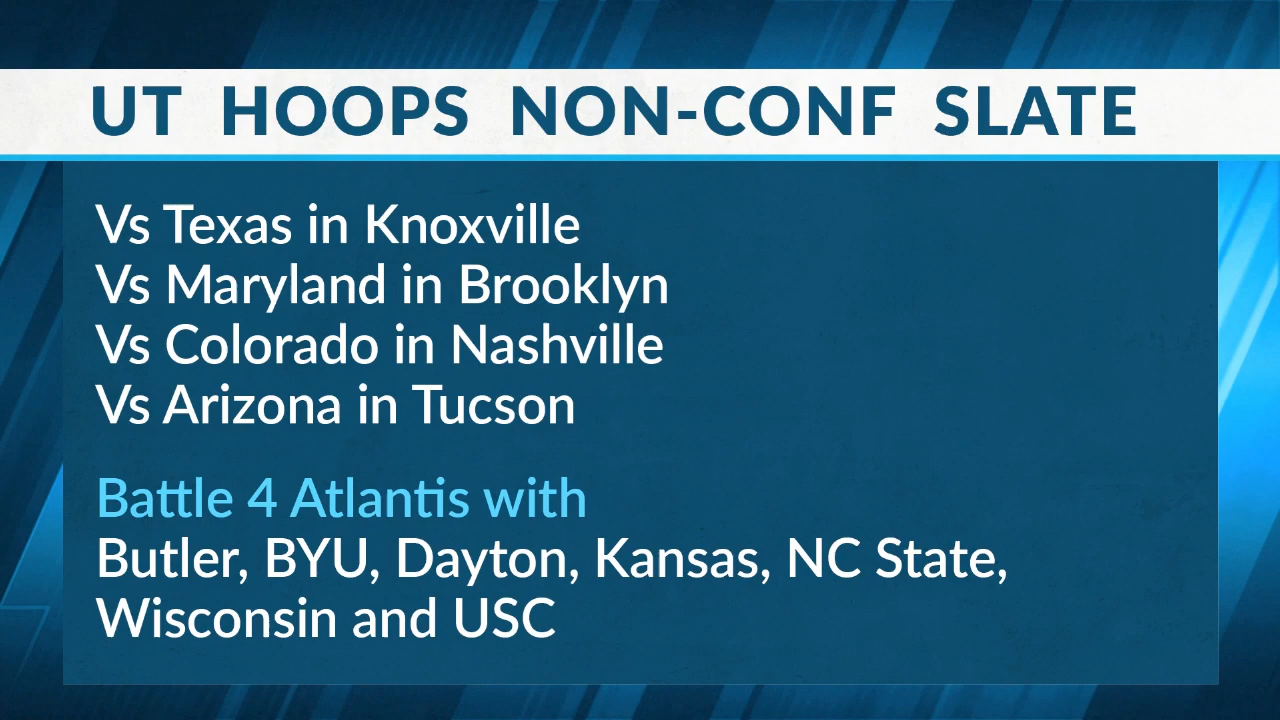 UT HOOPS NON-CONF SLATE
Vs Texas in Knoxville
Vs Maryland in Brooklyn
Vs Colorado in Nashville
Vs Arizona in Tucson
Battle 4 Atlantis with
Butler, BYU, Dayton, Kansas, NC State,
Wisconsin and USC